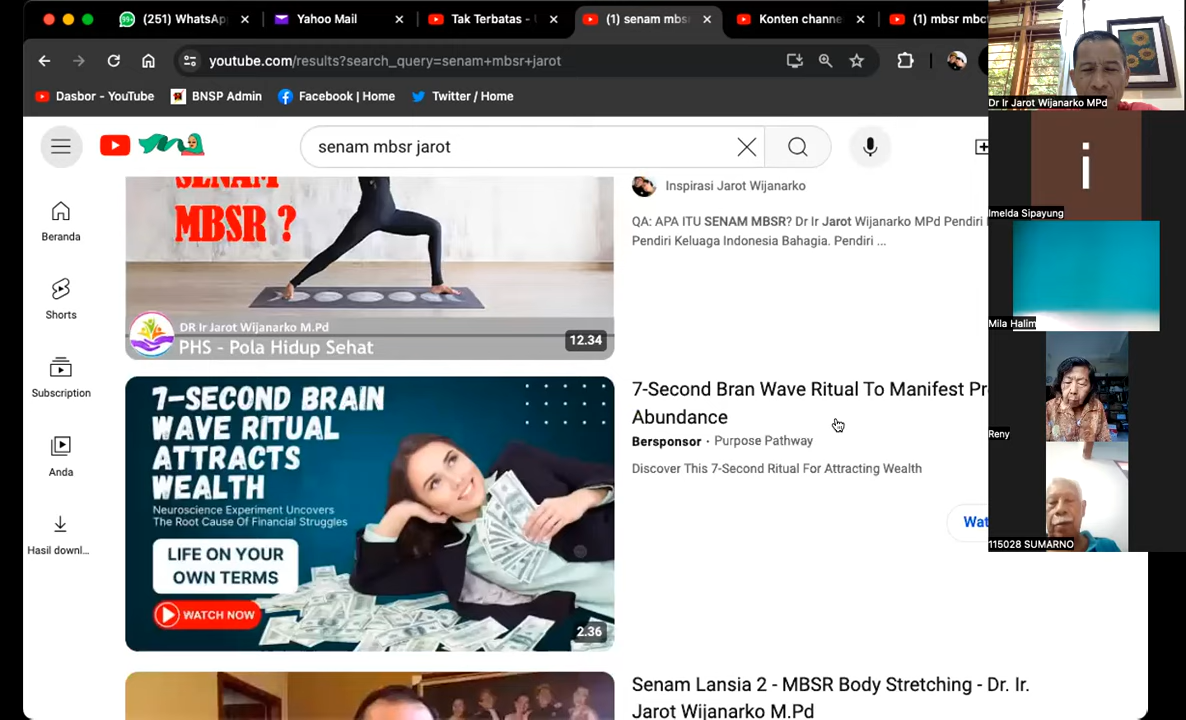 (251) WhatsAp
Yahoo Mail
Tak Terbatas -
(1) senam mbs
Konten channe
(1) mbsr mbc
youtube.com/results?search_query=senam+mbsr+jarot
Dasbor - YouTube
BNSP Admin
Facebook | Home
Twitter / Home
senam mbsr jarot
Beranda
Shorts
Subscription
Anda
Hasil downl...
SENAM
MBSR ?
DR Ir Jarot Wijanarko M.Pd
PHS - Pola Hidup Sehat
12.34
Inspirasi Jarot Wijanarko
QA: APA ITU SENAM MBSR? Dr Ir Jarot Wijanarko MPd Pendiri
Pendiri Keluaga Indonesia Bahagia. Pendiri ...
7-SECOND BRAIN
WAVE RITUAL
ATTRACTS
WEALTH
Neuroscience Experiment Uncovers
The Root Cause Of Financial Struggles
LIFE ON YOUR
OWN TERMS
WATCH NOW
2.36
7-Second Bran Wave Ritual To Manifest Pr
Abundance
Bersponsor · Purpose Pathway
Discover This 7-Second Ritual For Attracting Wealth
Wat
Senam Lansia 2 - MBSR Body Stretching - Dr. Ir.
Jarot Wijanarko M.Pd
Dr Ir Jarot Wijanarko MPd
i
Imelda Sipayung
Mila Halim
Reny
115028 SUMARNO